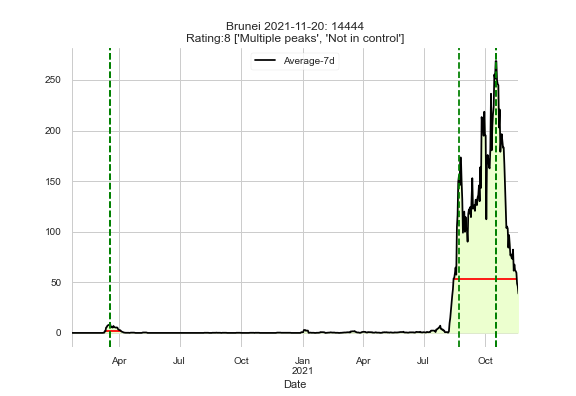 Brunei 2021-11-20: 14444
Rating:8 ['Multiple peaks', 'Not in control']
Average-7d
250
200
150
100
50
0
Apr Jul Oct Jan Apr Jul Oct
2021
Date